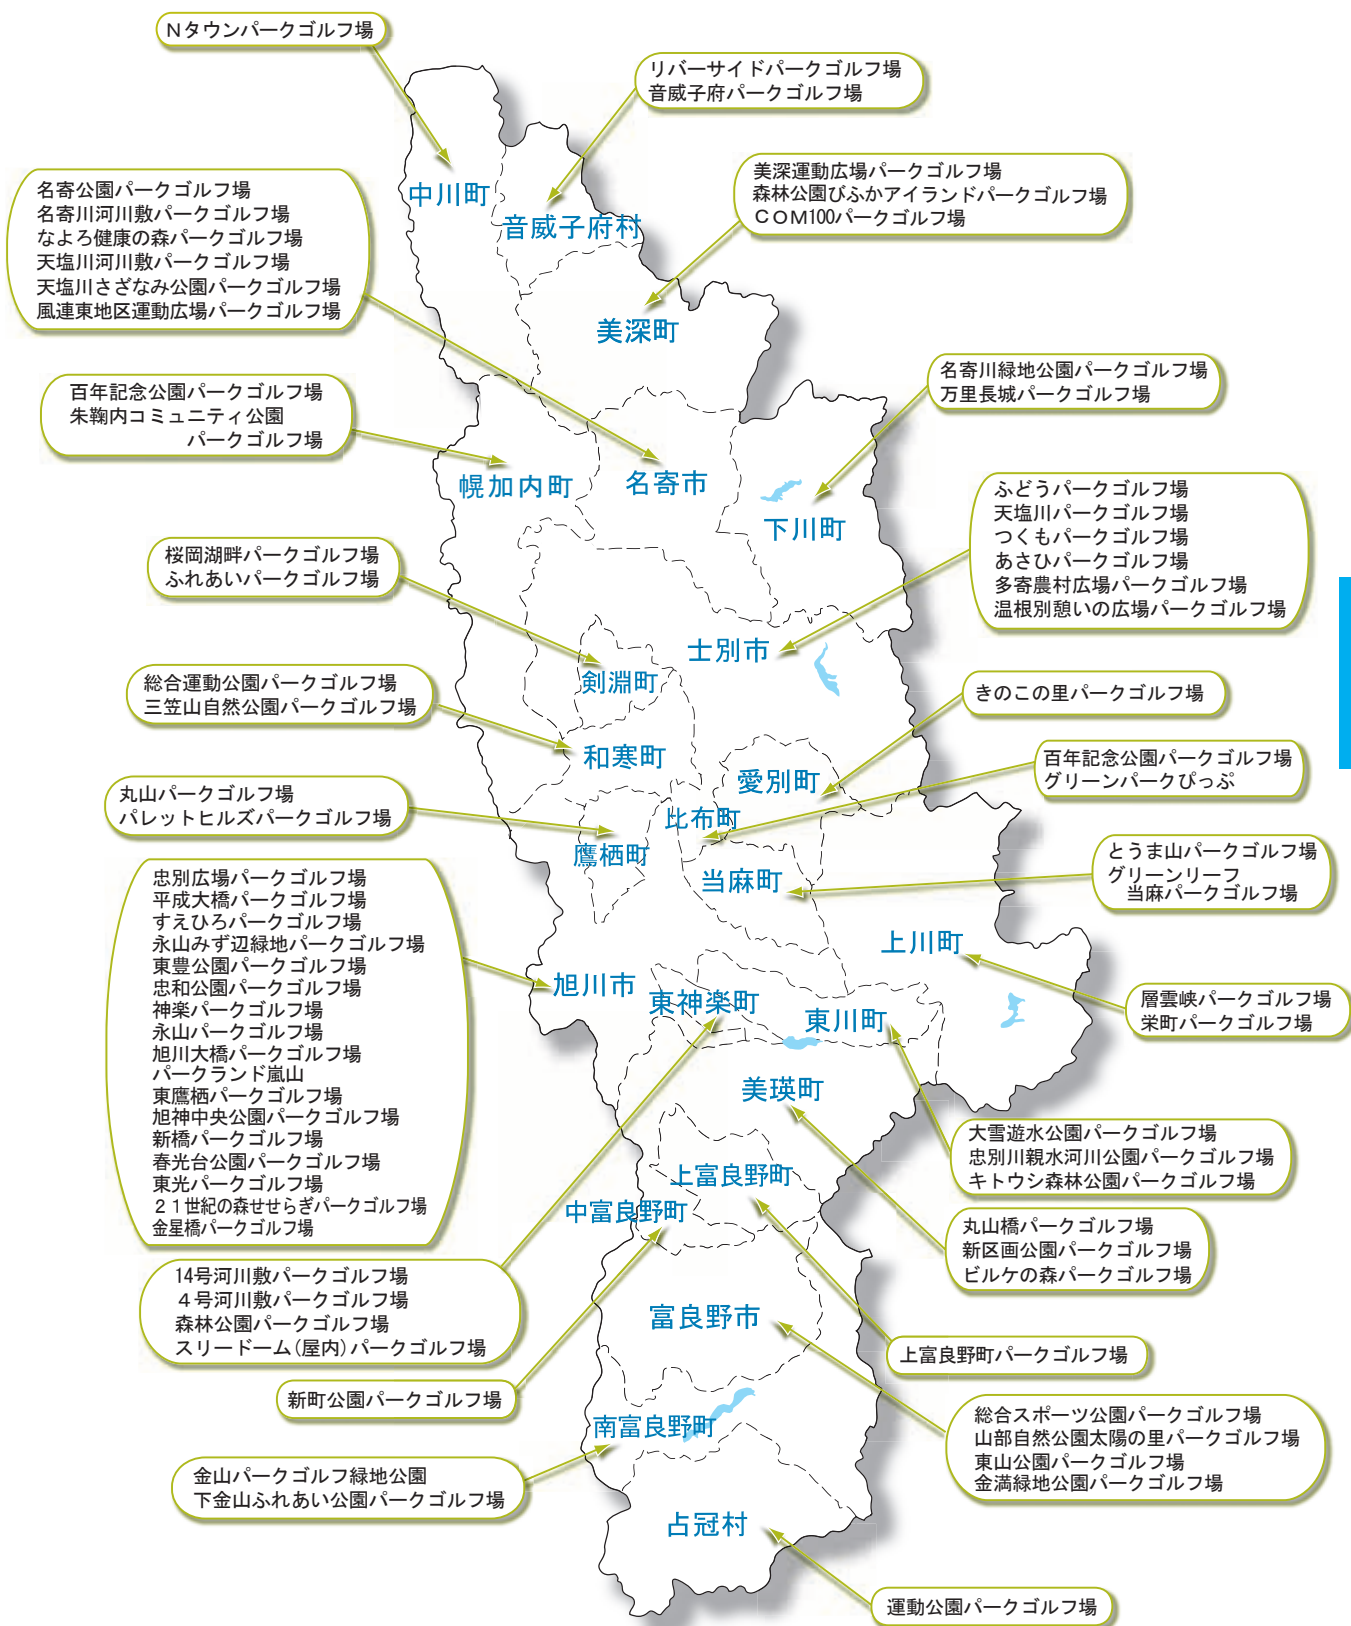 Ｎタウンパークゴルフ場
リバーサイドパークゴルフ場
音威子府パークゴルフ場
美深運動広場パークゴルフ場
森林公園びふかアイランドパークゴルフ場
ＣＯＭ100パークゴルフ場
中川町
音威子府村
名寄公園パークゴルフ場
名寄川河川敷パークゴルフ場
なよろ健康の森パークゴルフ場
天塩川河川敷パークゴルフ場
天塩川さざなみ公園パークゴルフ場
風連東地区運動広場パークゴルフ場
美深町
名寄川緑地公園パークゴルフ場
万里長城パークゴルフ場
百年記念公園パークゴルフ場
朱鞠内コミュニティ公園
パークゴルフ場
幌加内町
名寄市
下川町
ふどうパークゴルフ場
天塩川パークゴルフ場
つくもパークゴルフ場
あさひパークゴルフ場
多寄農村広場パークゴルフ場
温根別憩いの広場パークゴルフ場
桜岡湖畔パークゴルフ場
ふれあいパークゴルフ場
士別市
剣淵町
総合運動公園パークゴルフ場
三笠山自然公園パークゴルフ場
きのこの里パークゴルフ場
和寒町
愛別町
百年記念公園パークゴルフ場
グリーンパークぴっぷ
丸山パークゴルフ場
パレットヒルズパークゴルフ場
比布町
鷹栖町
当麻町
とうま山パークゴルフ場
グリーンリーフ
当麻パークゴルフ場
忠別広場パークゴルフ場
平成大橋パークゴルフ場
すえひろパークゴルフ場
永山みず辺緑地パークゴルフ場
東豊公園パークゴルフ場
忠和公園パークゴルフ場
神楽パークゴルフ場
永山パークゴルフ場
旭川大橋パークゴルフ場
パークランド嵐山
東鷹栖パークゴルフ場
旭神中央公園パークゴルフ場
新橋パークゴルフ場
春光台公園パークゴルフ場
東光パークゴルフ場
２１世紀の森せせらぎパークゴルフ場
金星橋パークゴルフ場
上川町
旭川市
東神楽町
東川町
層雲峡パークゴルフ場
栄町パークゴルフ場
美瑛町
大雪遊水公園パークゴルフ場
忠別川親水河川公園パークゴルフ場
キトウシ森林公園パークゴルフ場
上富良野町
中富良野町
丸山橋パークゴルフ場
新区画公園パークゴルフ場
ビルケの森パークゴルフ場
14号河川敷パークゴルフ場
４号河川敷パークゴルフ場
森林公園パークゴルフ場
スリードーム(屋内)パークゴルフ場
富良野市
上富良野町パークゴルフ場
新町公園パークゴルフ場
南富良野町
総合スポーツ公園パークゴルフ場
山部自然公園太陽の里パークゴルフ場
東山公園パークゴルフ場
金満緑地公園パークゴルフ場
金山パークゴルフ緑地公園
下金山ふれあい公園パークゴルフ場
占冠村
運動公園パークゴルフ場